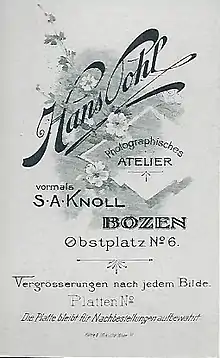 Hans Pohl
Photographisches
ATELIER
vormals
S.A. KNOLL
BOZEN
Obstplatz No 6.
Vergrösserungen nach jedem Bilde.
Platten No
Die Platte bleibt für Nachbestellungen aufbewahrt.